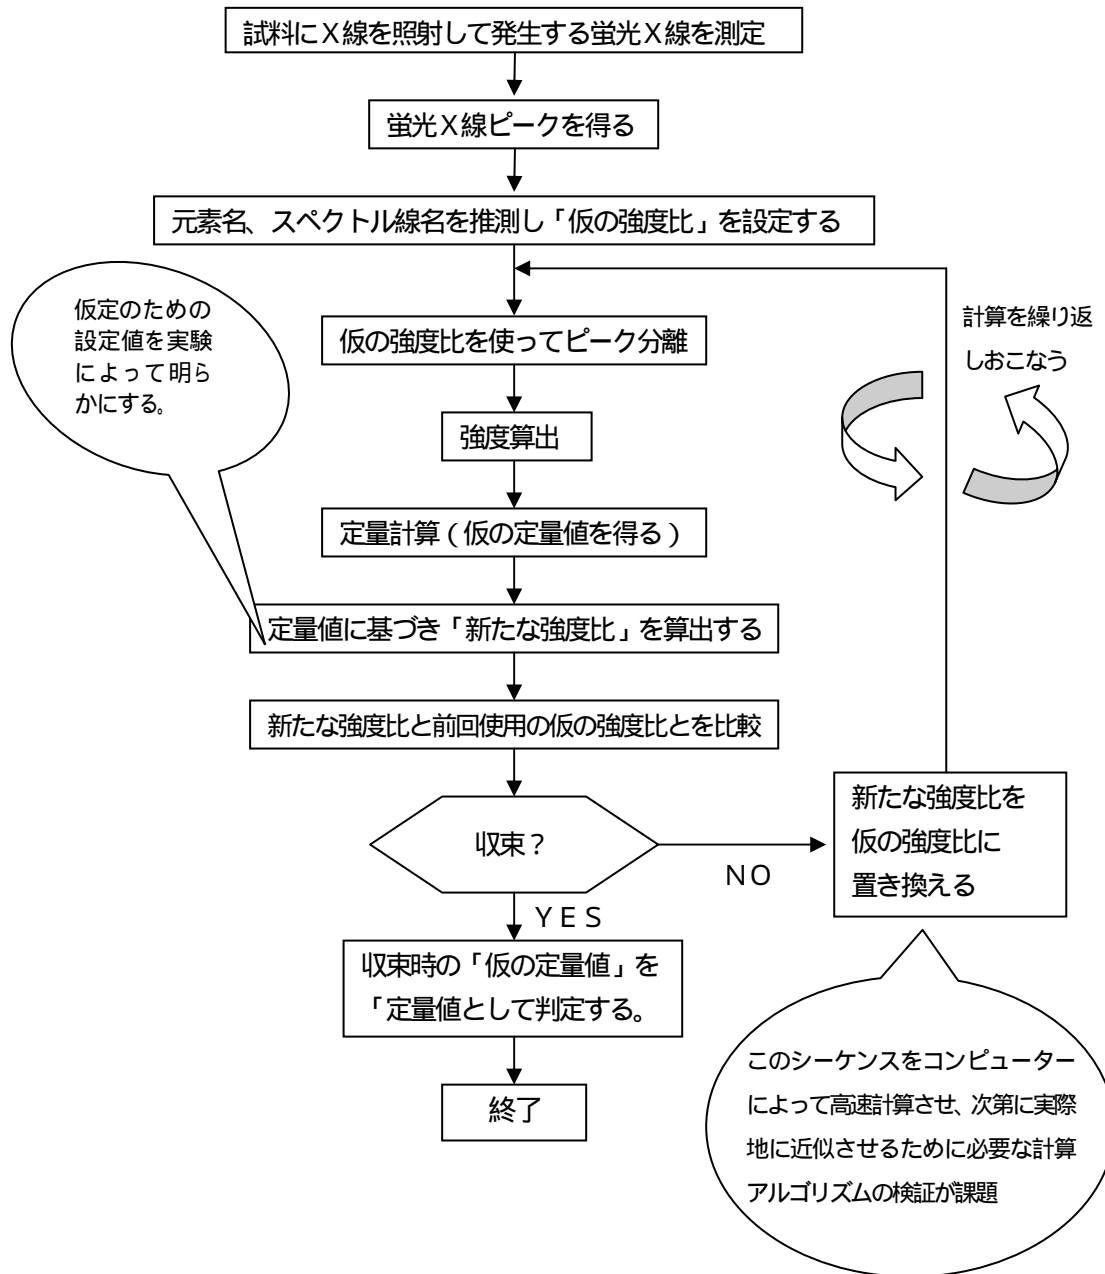 試料にX線を照射して発生する蛍光X線を測定
蛍光X線ピークを得る
元素名、スペクトル線名を推測し「仮の強度比」を設定する
仮定のための
設定値を実験
によって明ら
かにする。
計算を繰り返
しおこなう
仮の強度比を使ってピーク分離
強度算出
定量計算(仮の定量値を得る)
定量値に基づき「新たな強度比」を算出する
新たな強度比と前回使用の仮の強度比とを比較
収束?
NO
新たな強度比を
仮の強度比に
置き換える
YES
収束時の「仮の定量値」を
「定量値として判定する。
終了
このシーケンスをコンピューター
によって高速計算させ、次第に実際
地に近似させるために必要な計算
アルゴリズムの検証が課題